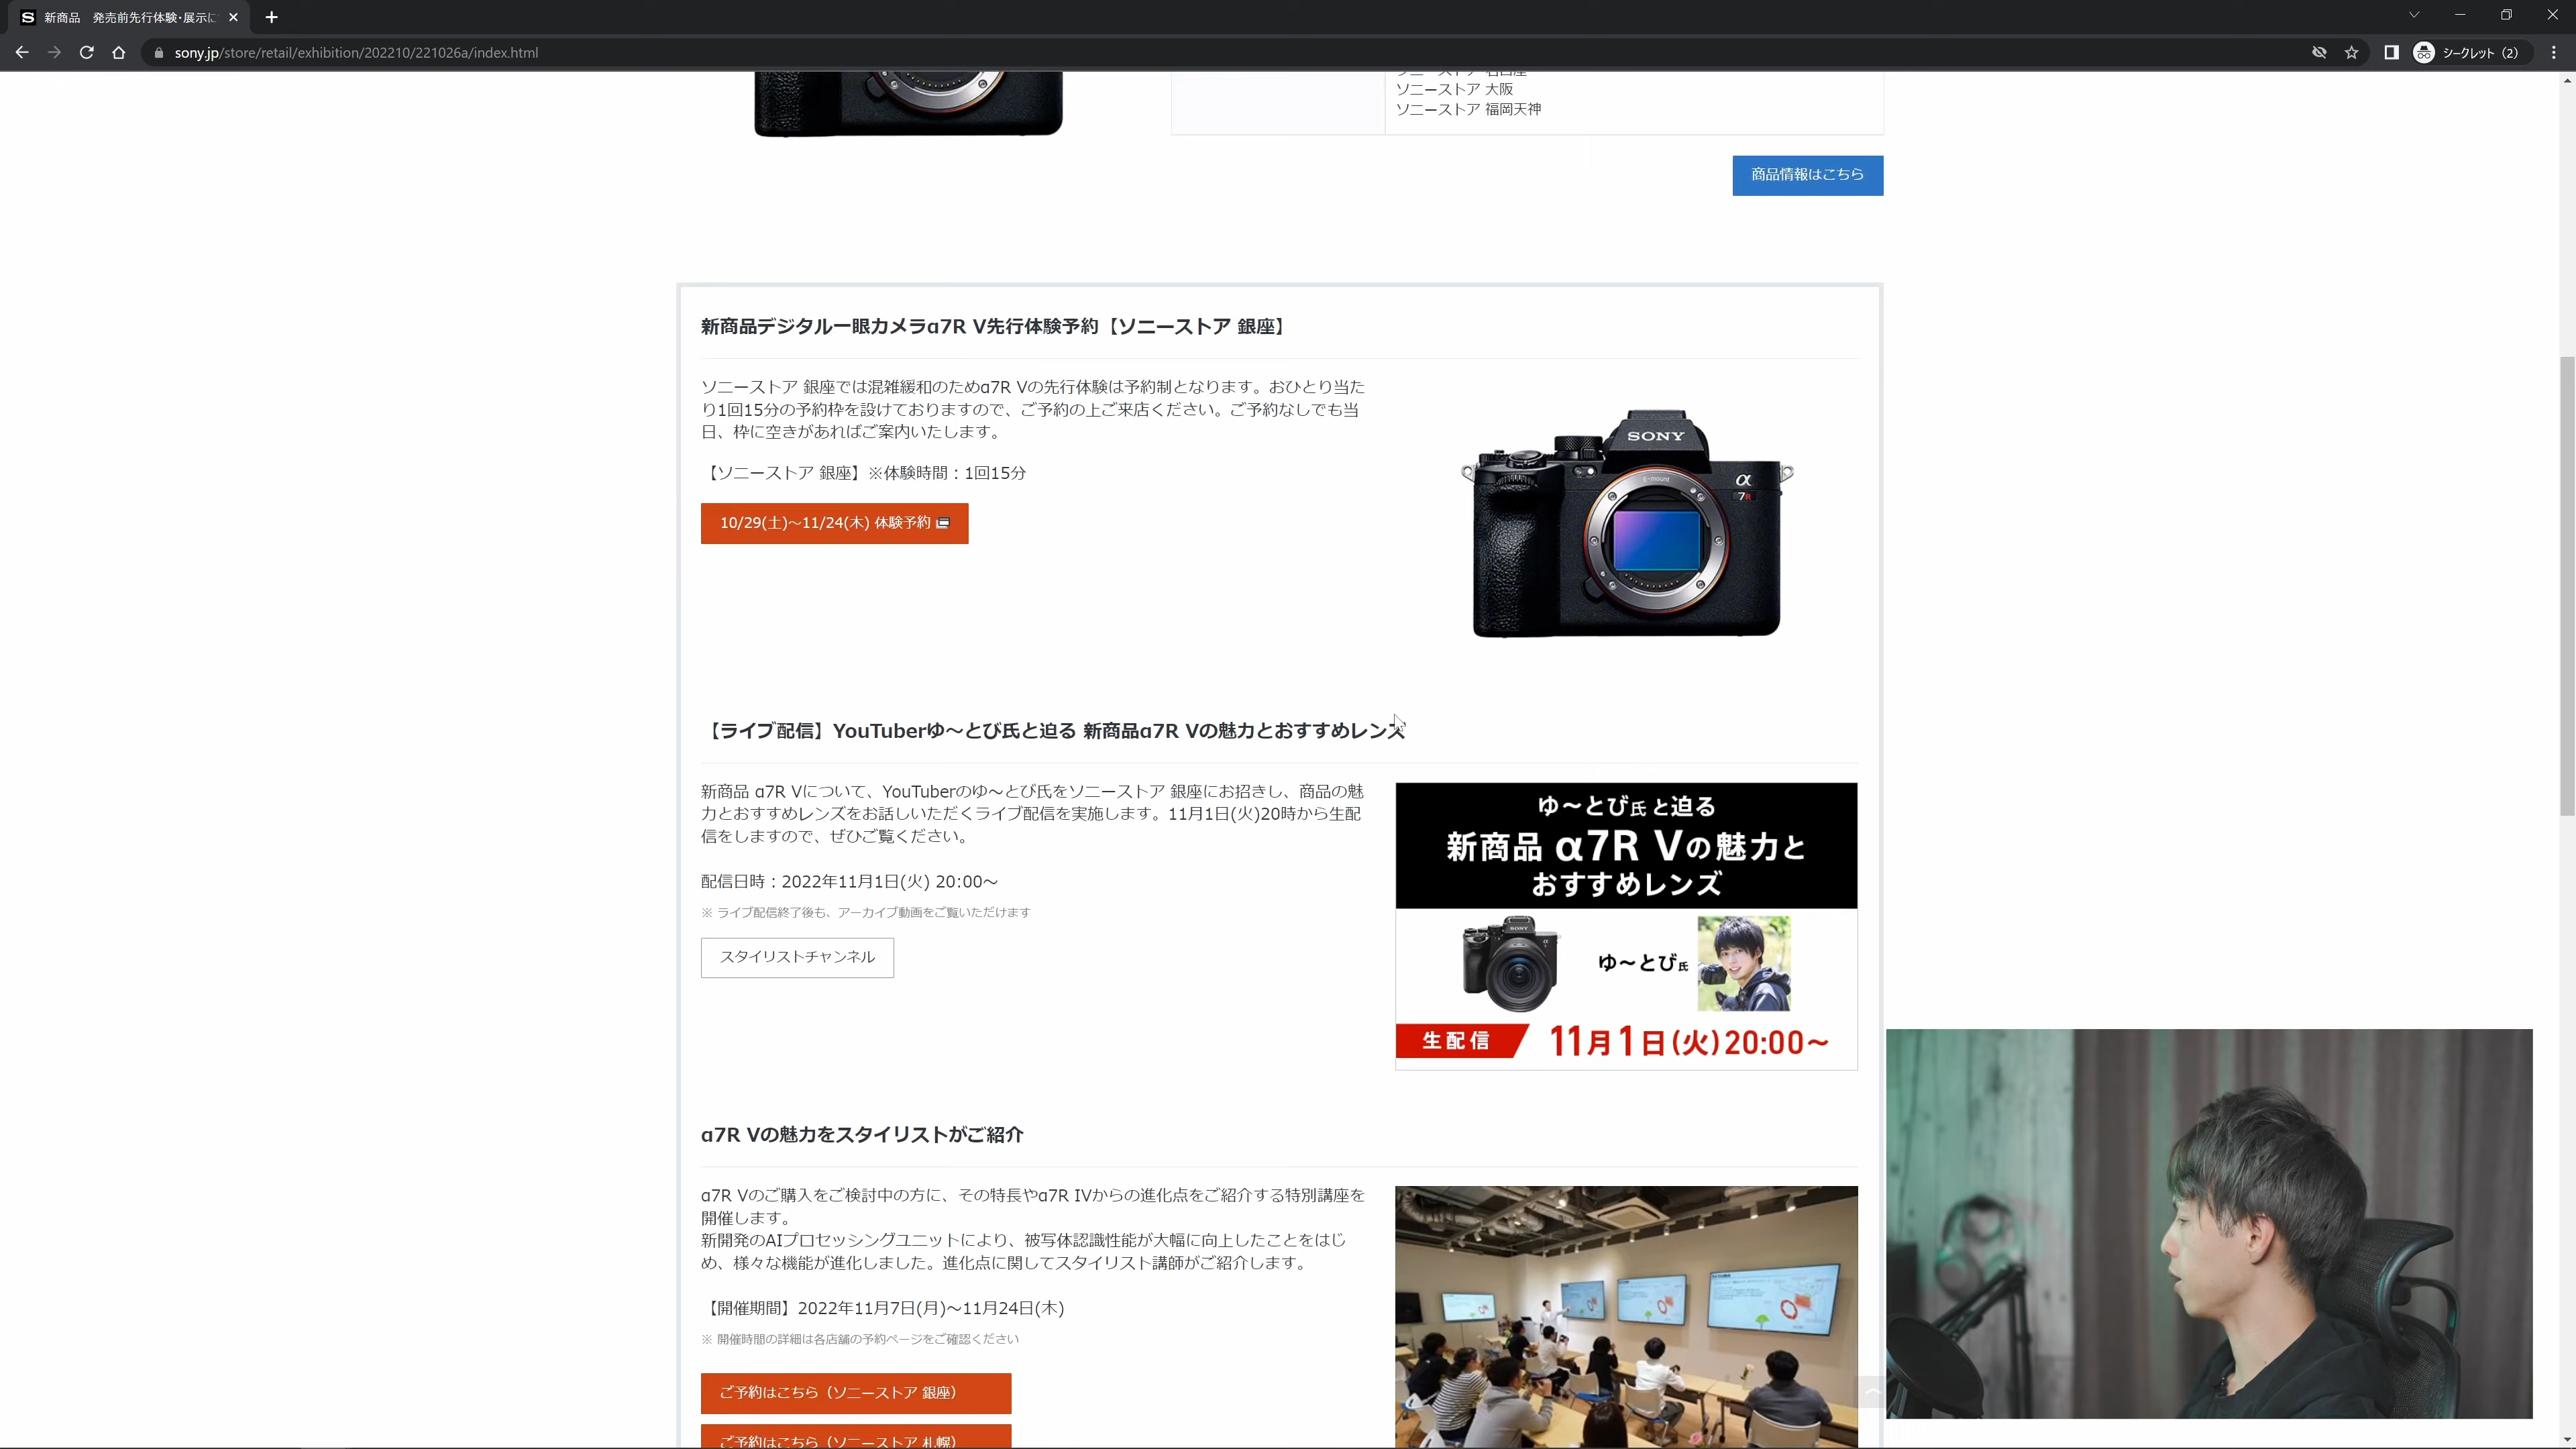 新商品 発売前先行体験・展示に
sony.jp/store/retail/exhibition/202210/221026a/index.html
シークレット (2)
ソニーストア 名古屋
ソニーストア 大阪
ソニーストア 福岡天神
商品情報はこちら
新商品デジタル一眼カメラα7R V先行体験予約【ソニーストア 銀座】
ソニーストア 銀座では混雑緩和のためα7R Vの先行体験は予約制となります。おひとり当た
り1回15分の予約枠を設けておりますので、ご予約の上ご来店ください。ご予約なしでも当
日、枠に空きがあればご案内いたします。
【ソニーストア 銀座】※体験時間：1回15分
10/29(土)～11/24(木) 体験予約
SONY
E-mount
α
7R
【ライブ配信】YouTuberゆ～とび氏と迫る 新商品α7R Vの魅力とおすすめレンズ
新商品 α7R Vについて、YouTuberのゆ～とび氏をソニーストア 銀座にお招きし、商品の魅
力とおすすめレンズをお話しいただくライブ配信を実施します。11月1日(火)20時から生配
信をしますので、ぜひご覧ください。
配信日時：2022年11月1日(火) 20:00～
※ ライブ配信終了後も、アーカイブ動画をご覧いただけます
スタイリストチャンネル
ゆ～とび氏と迫る
新商品 α7R Vの魅力と
おすすめレンズ
SONY
ゆ～とび氏
生配信 11月1日(火)20:00～
α7R Vの魅力をスタイリストがご紹介
α7R Vのご購入をご検討中の方に、その特長やα7R IVからの進化点をご紹介する特別講座を
開催します。
新開発のAIプロセッシングユニットにより、被写体認識性能が大幅に向上したことをはじ
め、様々な機能が進化しました。進化点に関してスタイリスト講師がご紹介します。
【開催期間】2022年11月7日(月)～11月24日(木)
※ 開催時間の詳細は各店舗の予約ページをご確認ください
ご予約はこちら（ソニーストア 銀座）
ご予約はこちら（ソニーストア 札幌）